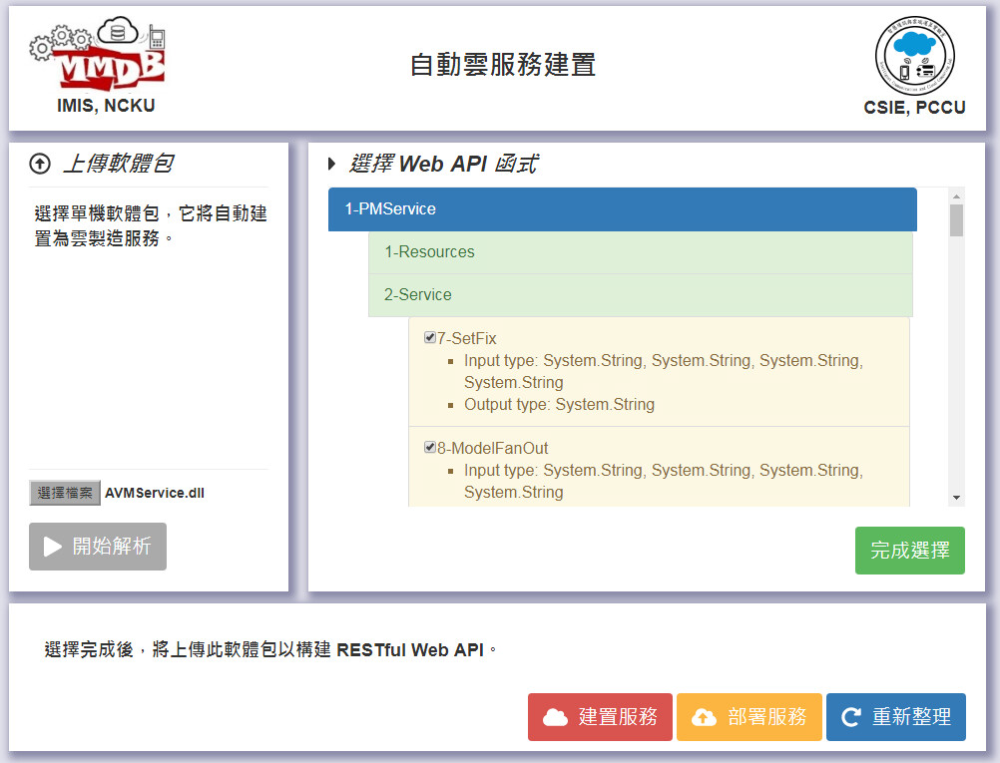 MMDB
IMIS, NCKU
自動雲服務建置
CSIE, PCCU
上傳軟體包
選擇單機軟體包，它將自動建
置為雲製造服務。
選擇檔案 AVMService.dll
開始解析
選擇 Web API 函式
1-PMService
1-Resources
2-Service
7-SetFix
Input type: System.String, System.String, System.String,
System.String
Output type: System.String
8-ModelFanOut
Input type: System.String, System.String, System.String,
System.String
完成選擇
選擇完成後，將上傳此軟體包以構建 RESTful Web API。
建置服務
部署服務
重新整理